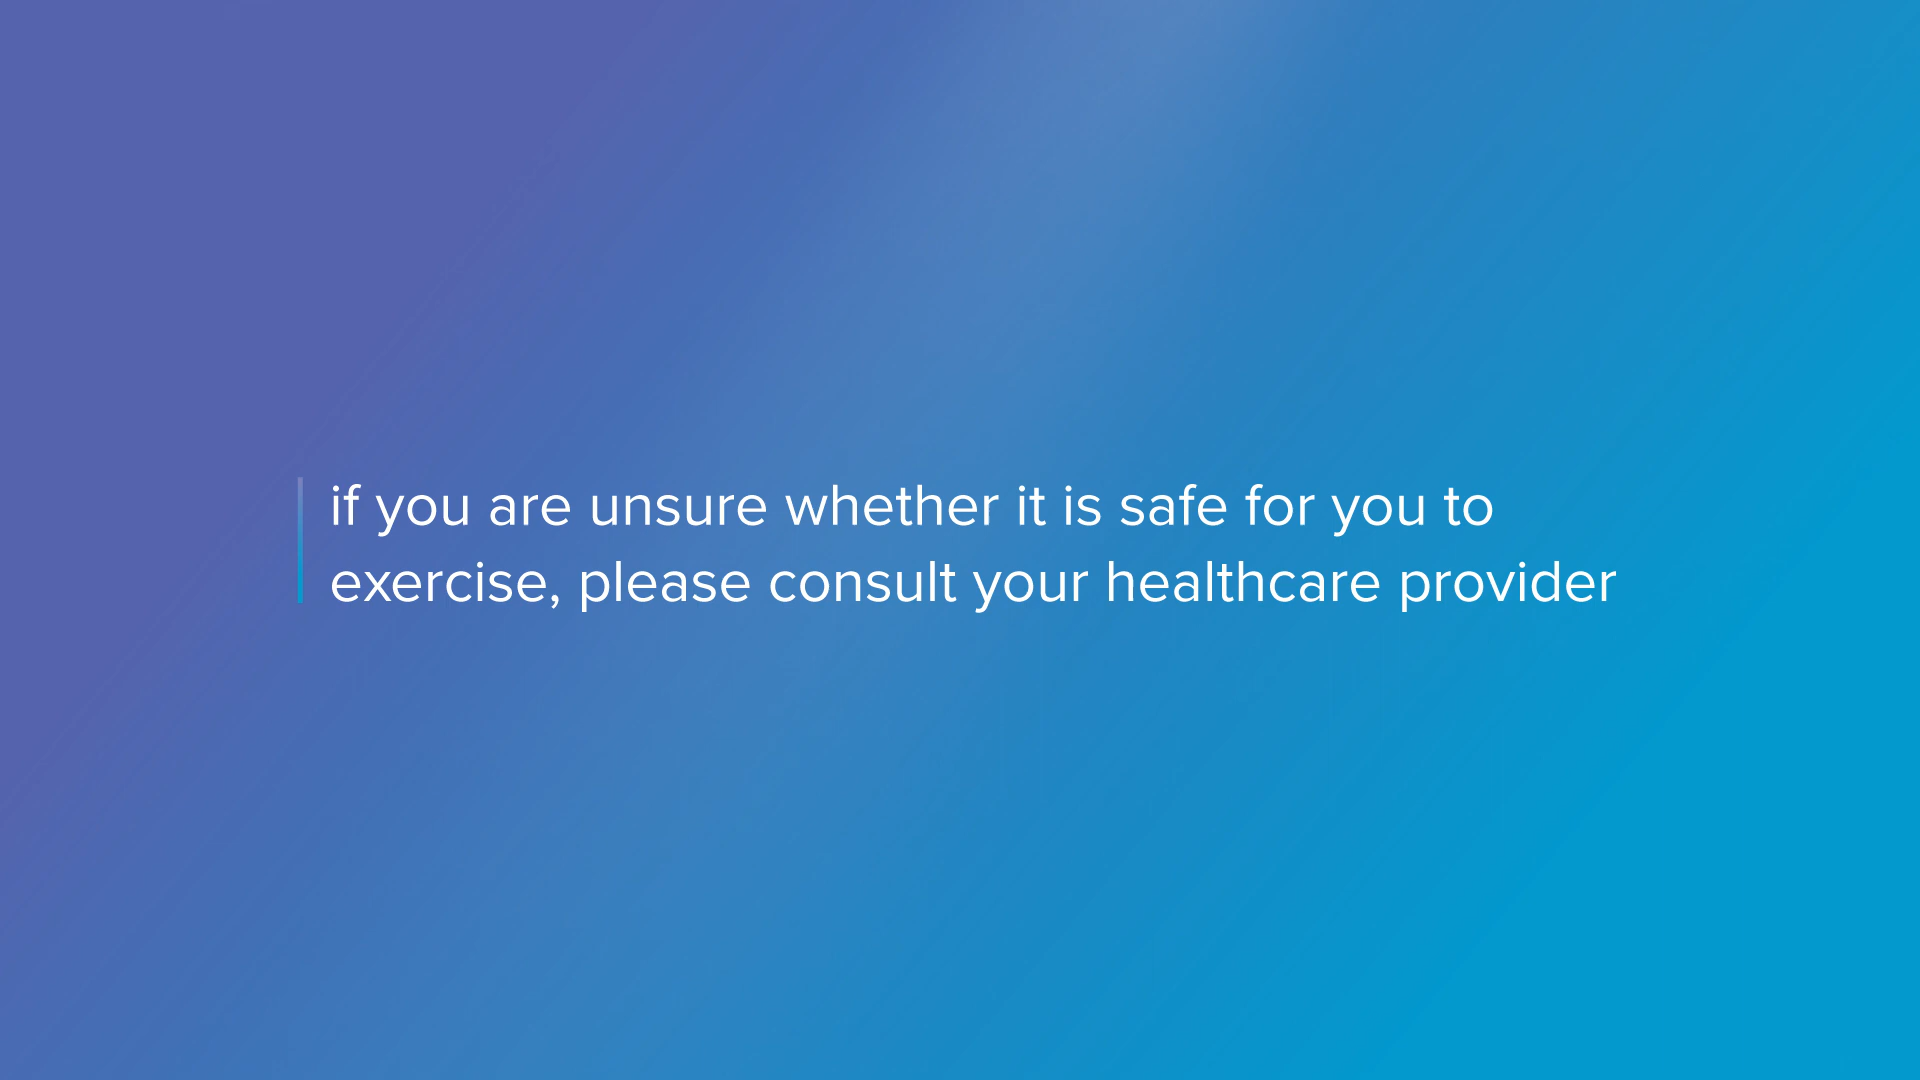 if you are unsure whether it is safe for you to
exercise, please consult your healthcare provider